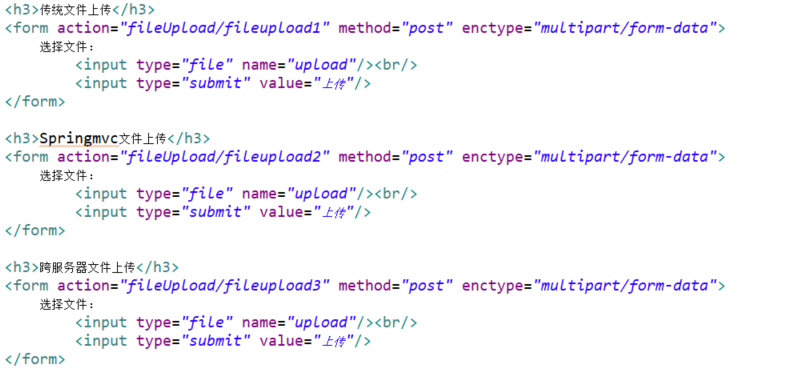 <h3>传统文件上传</h3>
<form action="fileUpload/fileupload1" method="post" enctype="multipart/form-data">
选择文件：
<input type="file" name="upload"/><br/>
<input type="submit" value="上传"/>
</form>
<h3>Springmvc文件上传</h3>
<form action="fileUpload/fileupload2" method="post" enctype="multipart/form-data">
选择文件：
<input type="file" name="upload"/><br/>
<input type="submit" value="上传"/>
</form>
<h3>跨服务器文件上传</h3>
<form action="fileUpload/fileupload3" method="post" enctype="multipart/form-data">
选择文件：
<input type="file" name="upload"/><br/>
<input type="submit" value="上传"/>
</form>